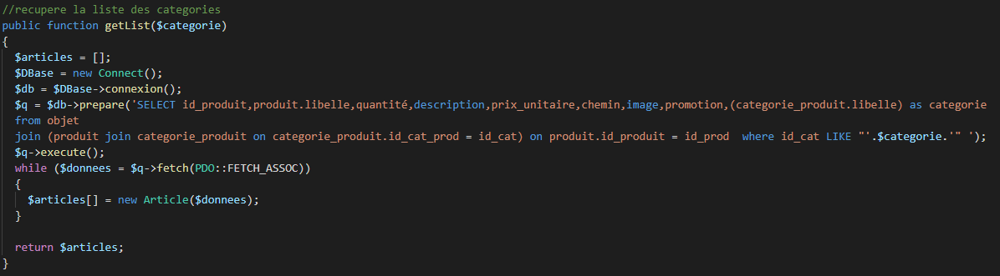 //recupere la liste des categories
public function getList($categorie)
{
  $articles = [];
  $DBase = new Connect();
  $db = $DBase->connexion();
  $q = $db->prepare('SELECT id_produit,produit.libelle,quantité,description,prix_unitaire,chemin,image,promotion,(categorie_produit.libelle) as categorie
  from objet
  join (produit join categorie_produit on categorie_produit.id_cat_prod = id_cat) on produit.id_produit = id_prod  where id_cat LIKE "'.$categorie.'" ');
  $q->execute();
  while ($donnees = $q->fetch(PDO::FETCH_ASSOC))
  {
    $articles[] = new Article($donnees);
  }

  return $articles;
}